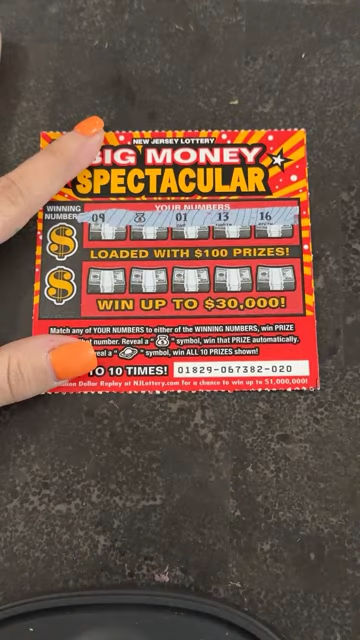 NEW JERSEY LOTTERY
BIG MONEY
SPECTACULAR
WINNING
NUMBERS
YOUR NUMBERS
09 01 13 16
LOADED WITH $100 PRIZES!
WIN UP TO $30,000!
Match any of YOUR NUMBERS to either of the WINNING NUMBERS, win PRIZE
that number. Reveal a " " symbol, win that PRIZE automatically.
a " " symbol, win ALL 10 PRIZES shown!
TO 10 TIMES!
01829-067382-020
Dollar Replay at NJLottery.com for a chance to win up to $1,000,000!